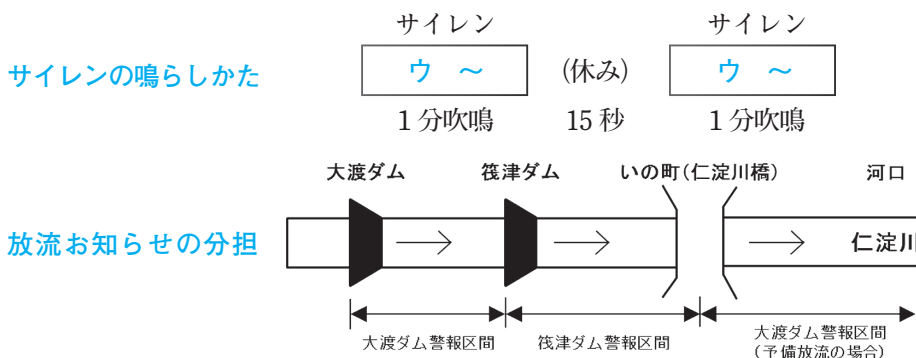 サイレン サイレン
サイレンの鳴らしかた ウ ～ (休み) ウ ～
1分吹鳴 15秒 1分吹鳴
大渡ダム 筏津ダム いの町(仁淀川橋) 河口
放流お知らせの分担 仁淀川
大渡ダム警報区間 筏津ダム警報区間 大渡ダム警報区間
(予備放流の場合)